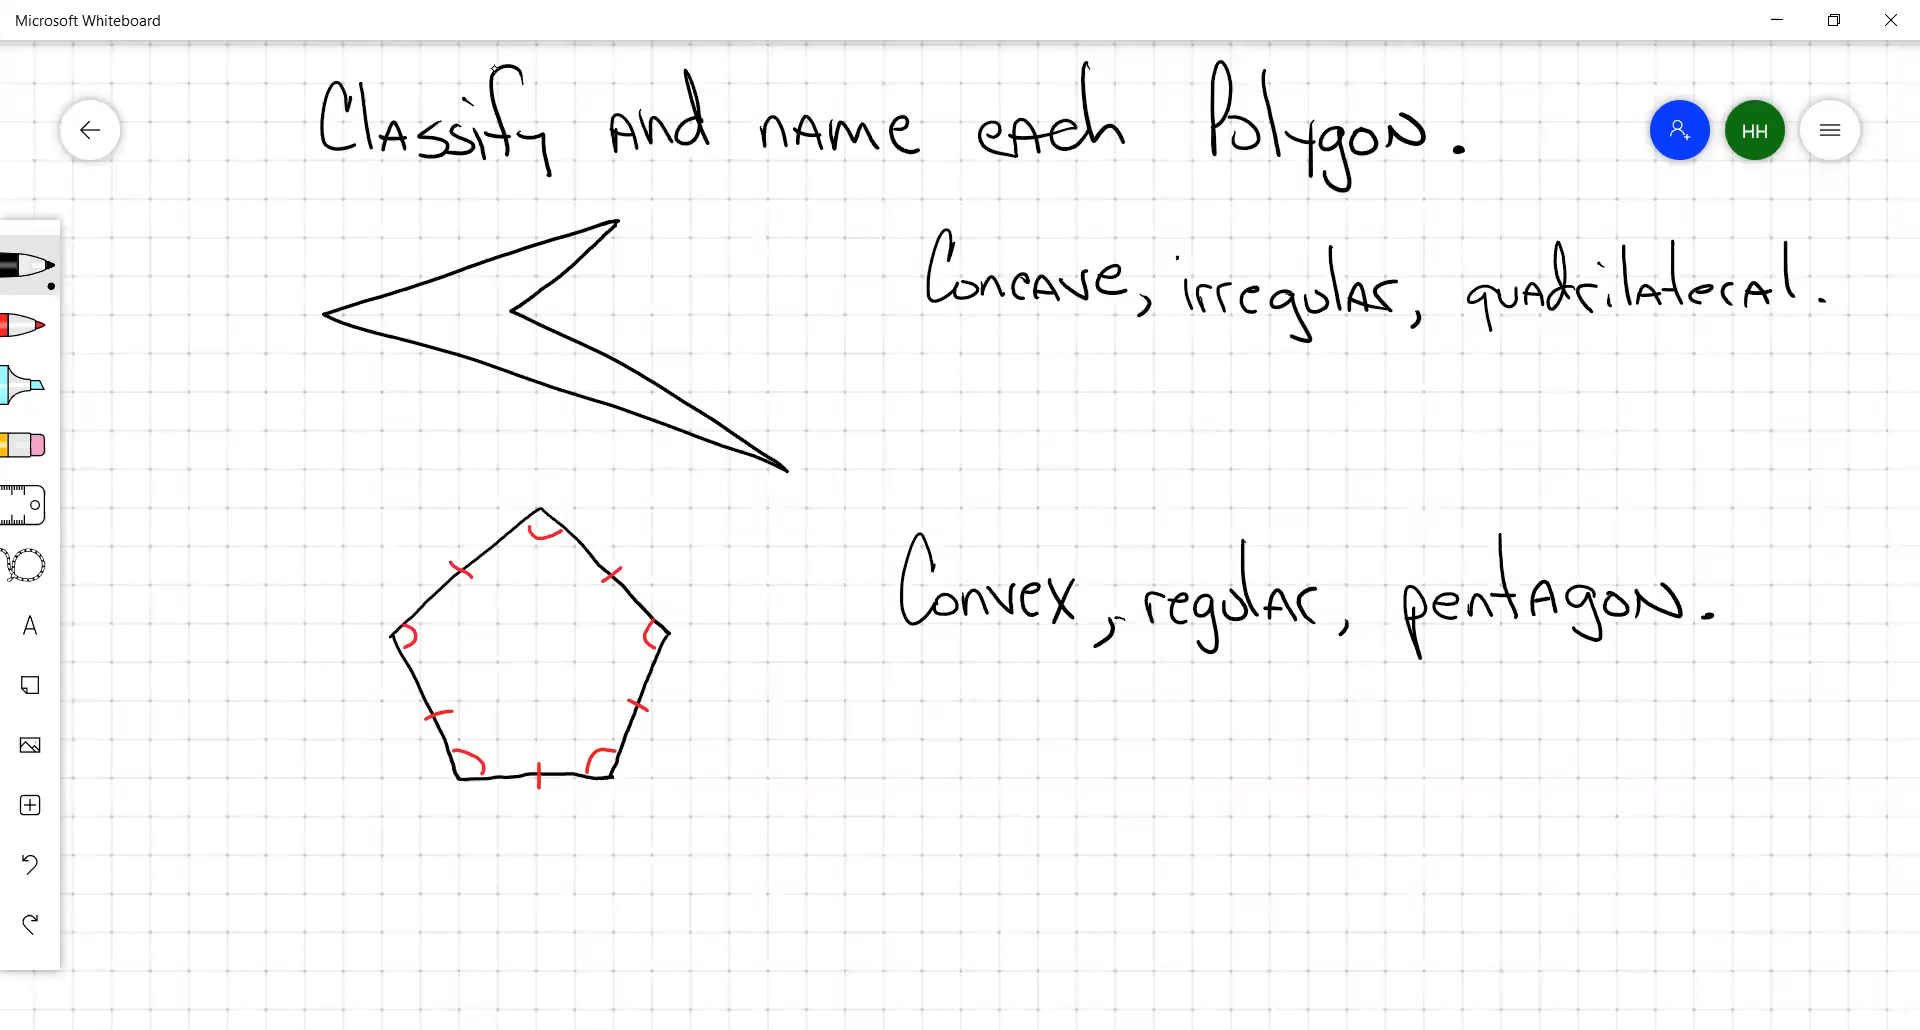 Microsoft Whiteboard
Classify and name each Polygon.
HH
Concave, irregular, quadrilateral.
Convex, regular, pentagon.
A